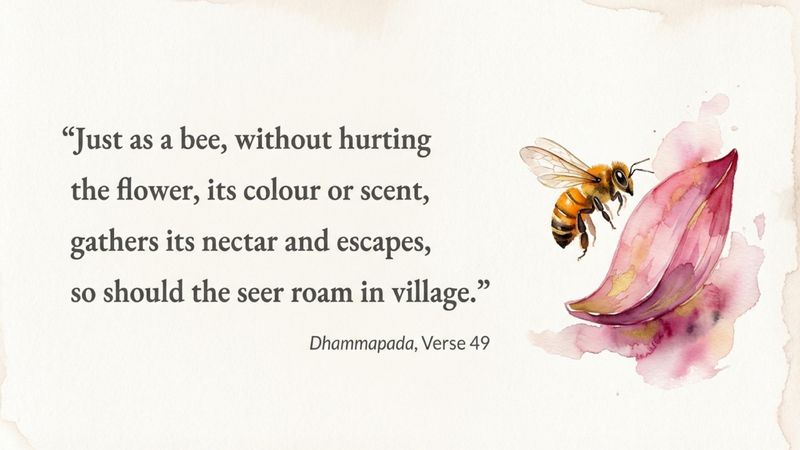 “Just as a bee, without hurting
the flower, its colour or scent,
gathers its nectar and escapes,
so should the seer roam in village.”
Dhammapada, Verse 49